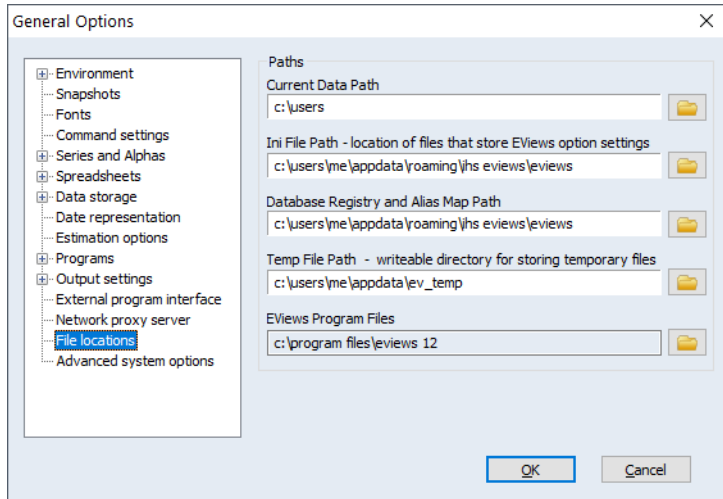 General Options
Environment
Snapshots
Fonts
Command settings
Series and Alphas
Spreadsheets
Data storage
Date representation
Estimation options
Programs
Output settings
External program interface
Network proxy server
File locations
Advanced system options
Paths
Current Data Path
c:\users
Ini File Path - location of files that store EViews option settings
c:\users\me\appdata\roaming\ihs eviews\eviews
Database Registry and Alias Map Path
c:\users\me\appdata\roaming\ihs eviews\eviews
Temp File Path - writeable directory for storing temporary files
c:\users\me\appdata\ev_temp
EViews Program Files
c:\program files\eviews 12
OK
Cancel